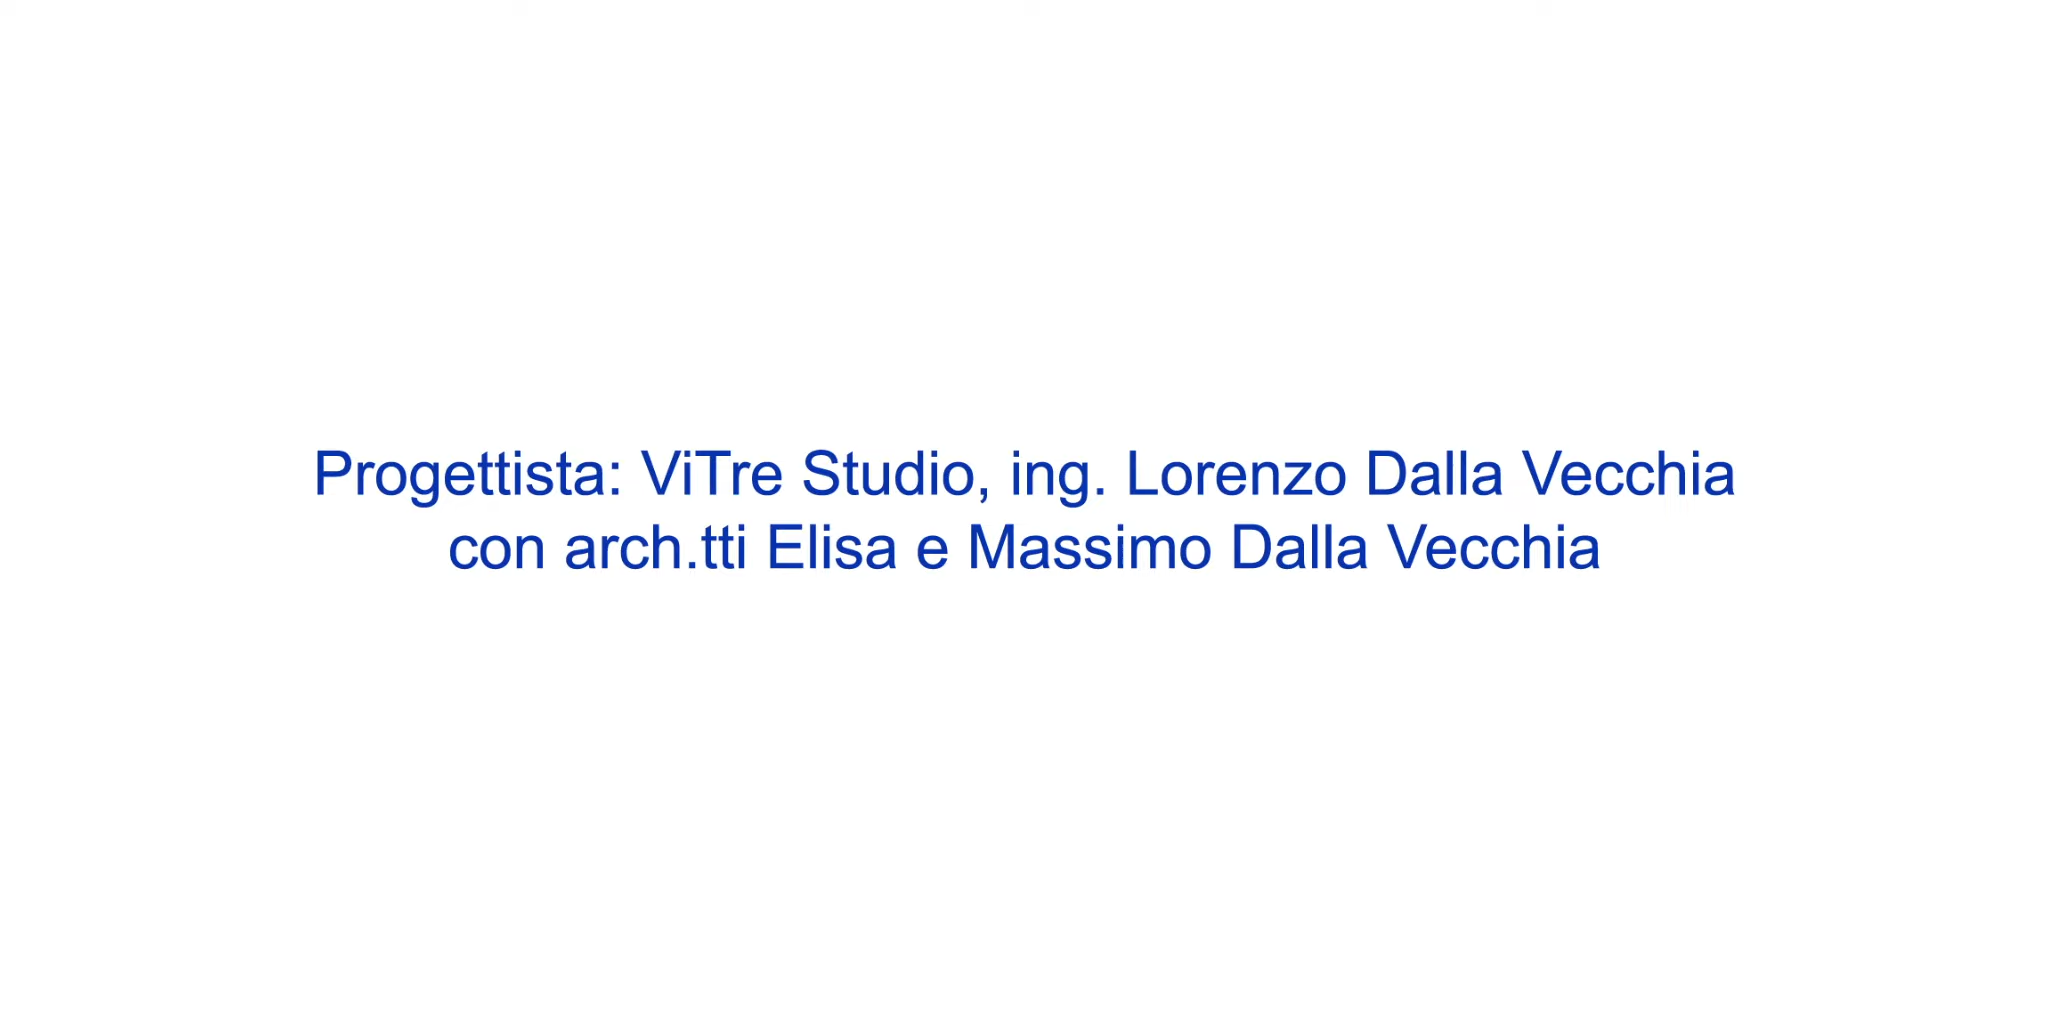 Progettista: ViTre Studio, ing. Lorenzo Dalla Vecchia
con arch.tti Elisa e Massimo Dalla Vecchia